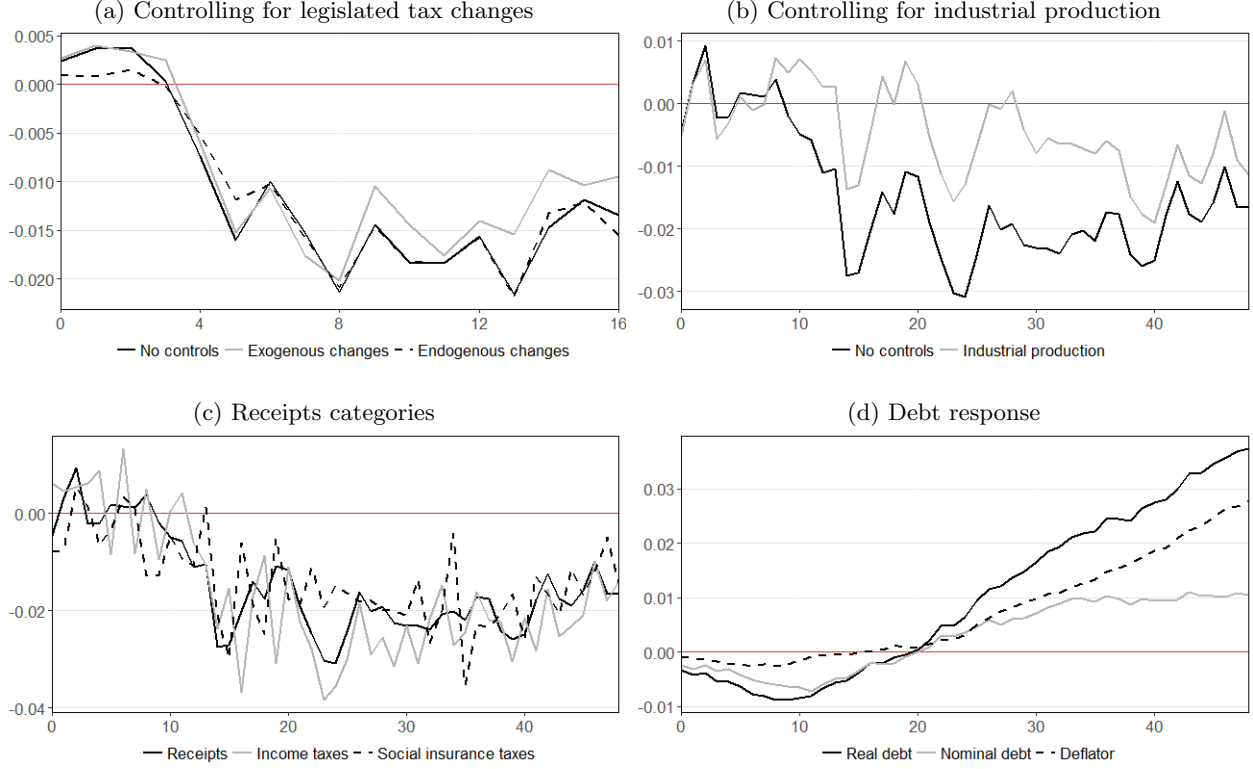 (a) Controlling for legislated tax changes
0.005
0.000
-0.005
-0.010
-0.015
-0.020
0 4 8 12 16
No controls Exogenous changes Endogenous changes
(b) Controlling for industrial production
0.01
0.00
-0.01
-0.02
-0.03
0 10 20 30 40
No controls Industrial production
(c) Receipts categories
0.00
-0.02
-0.04
0 10 20 30 40
Receipts Income taxes Social insurance taxes
(d) Debt response
0.03
0.02
0.01
0.00
-0.01
0 10 20 30 40
Real debt Nominal debt Deflator